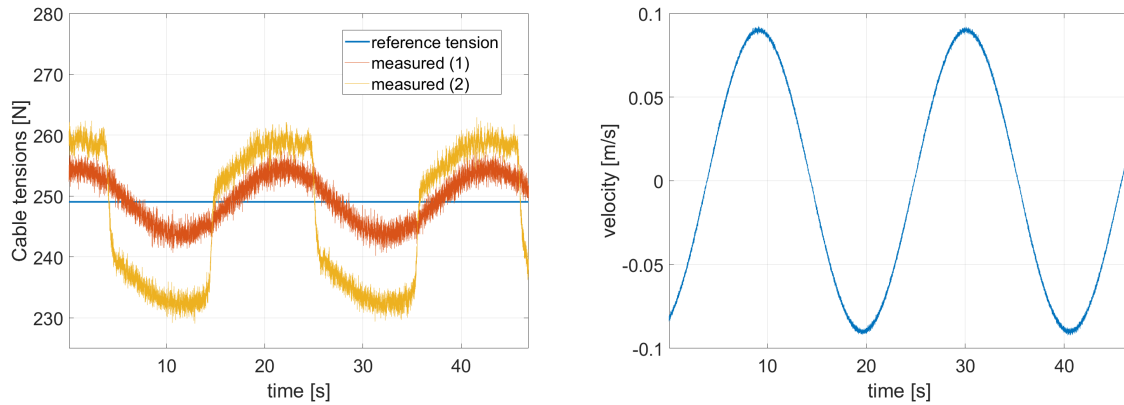 280
270
260
250
240
230
Cable tensions [N]
reference tension
measured (1)
measured (2)
10
20
30
40
time [s]
0.1
0.05
0
-0.05
-0.1
velocity [m/s]
10
20
30
40
time [s]